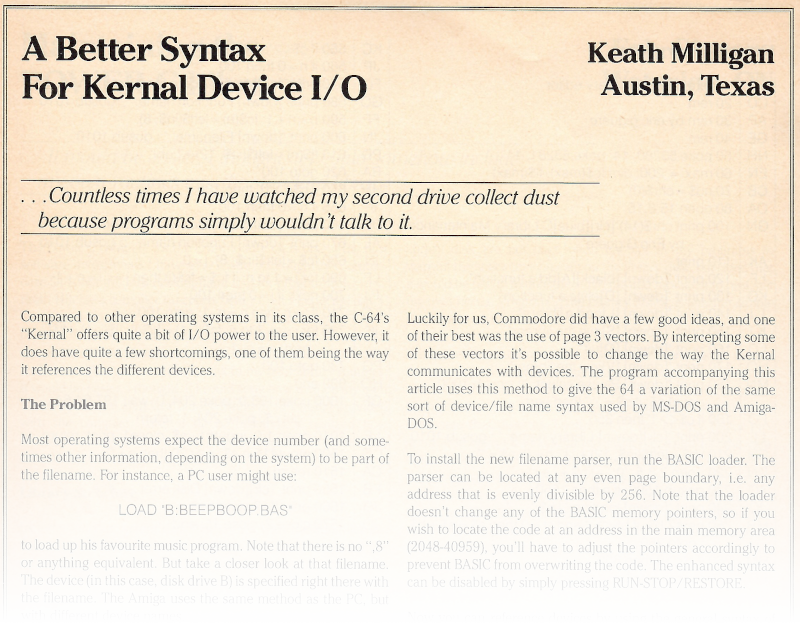 A Better Syntax
For Kernal Device I/O
Keath Milligan
Austin, Texas
. . .Countless times I have watched my second drive collect dust
because programs simply wouldn't talk to it.
Compared to other operating systems in its class, the C-64's
"Kernal" offers quite a bit of I/O power to the user. However, it
does have quite a few shortcomings, one of them being the way
it references the different devices.
The Problem
Most operating systems expect the device number (and some-
times other information, depending on the system) to be part of
the filename. For instance, a PC user might use:
LOAD "B:BEEPBOOP.BAS"
to load up his favourite music program. Note that there is no ",8"
or anything equivalent. But take a closer look at that filename.
The device (in this case, disk drive B) is specified right there with
the filename. The Amiga uses the same method as the PC, but
Luckily for us, Commodore did have a few good ideas, and one
of their best was the use of page 3 vectors. By intercepting some
of these vectors it's possible to change the way the Kernal
communicates with devices. The program accompanying this
article uses this method to give the 64 a variation of the same
sort of device/file name syntax used by MS-DOS and Amiga-
DOS.
To install the new filename parser, run the BASIC loader. The
parser can be located at any even page boundary, i.e. any
address that is evenly divisible by 256. Note that the loader
doesn't change any of the BASIC memory pointers, so if you
wish to locate the code at an address in the main memory area
(2048-40959), you'll have to adjust the pointers accordingly to
prevent BASIC from overwriting the code. The enhanced syntax
can be disabled by simply pressing RUN-STOP/RESTORE.